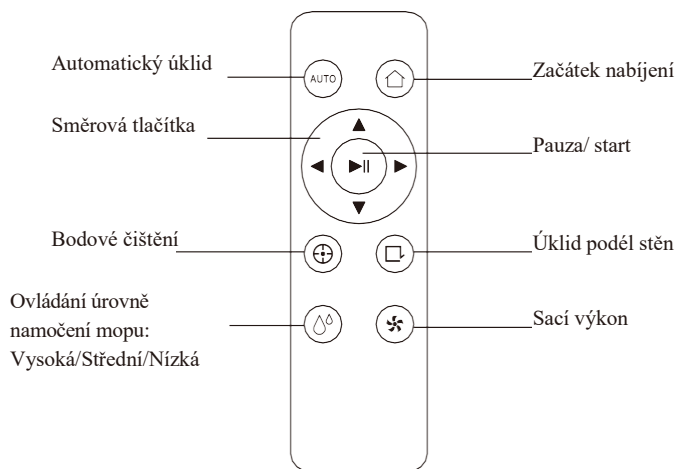 Automatický úklid
AUTO
Začátek nabíjení
Směrová tlačítka
Pauza/ start
Bodové čištění
Úklid podél stěn
Ovládání úrovně
namočení mopu:
Vysoká/Střední/Nízká
Sací výkon